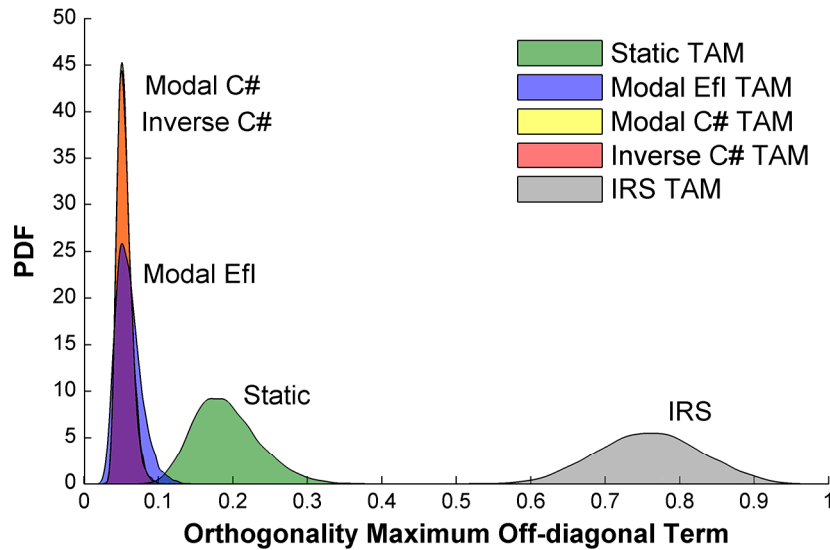 50
45
40
35
30
25
20
15
10
5
0
PDF
Modal C#
Inverse C#
Modal EfI
Static
IRS
Static TAM
Modal EfI TAM
Modal C# TAM
Inverse C# TAM
IRS TAM
0 0.1 0.2 0.3 0.4 0.5 0.6 0.7 0.8 0.9 1
Orthogonality Maximum Off-diagonal Term